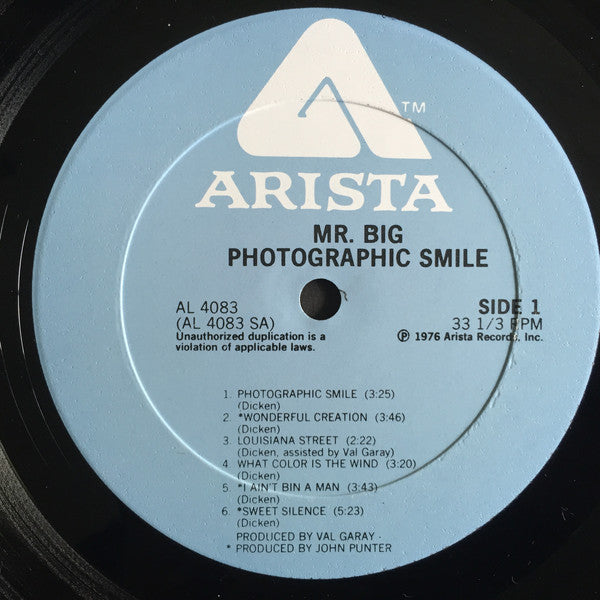 TM
ARISTA
MR. BIG
PHOTOGRAPHIC SMILE
AL 4083
(AL 4083 SA)
Unauthorized duplication is a
violation of applicable laws.
SIDE 1
33 1/3 RPM
℗ 1976 Arista Records, Inc.
1. PHOTOGRAPHIC SMILE (3:25)
(Dicken)
2. *WONDERFUL CREATION (3:46)
(Dicken)
3. LOUISIANA STREET (2:22)
(Dicken, assisted by Val Garay)
4. WHAT COLOR IS THE WIND (3:20)
(Dicken)
5. *I AIN'T BIN A MAN (3:43)
(Dicken)
6. *SWEET SILENCE (5:23)
(Dicken)
PRODUCED BY VAL GARAY -
* PRODUCED BY JOHN PUNTER